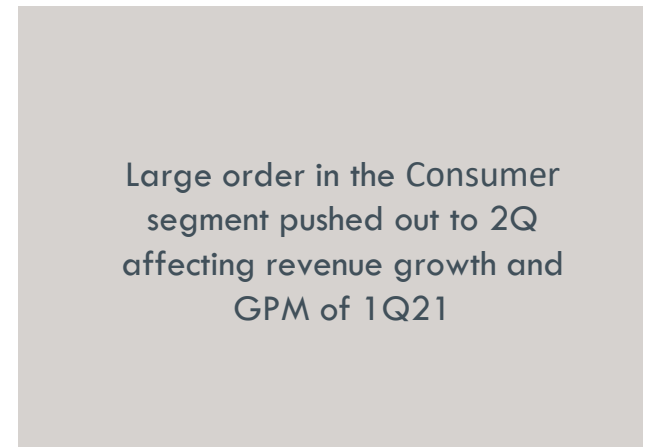 Large order in the Consumer
segment pushed out to 2Q
affecting revenue growth and
GPM of 1Q21